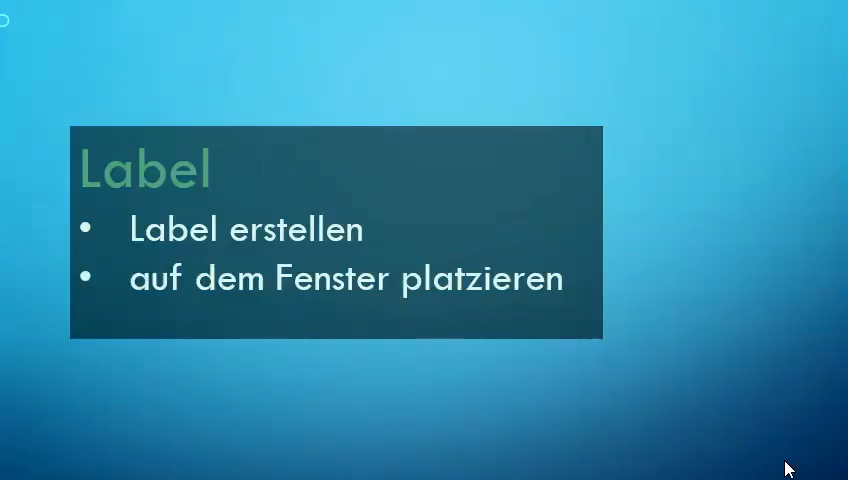 Label
• Label erstellen
• auf dem Fenster platzieren